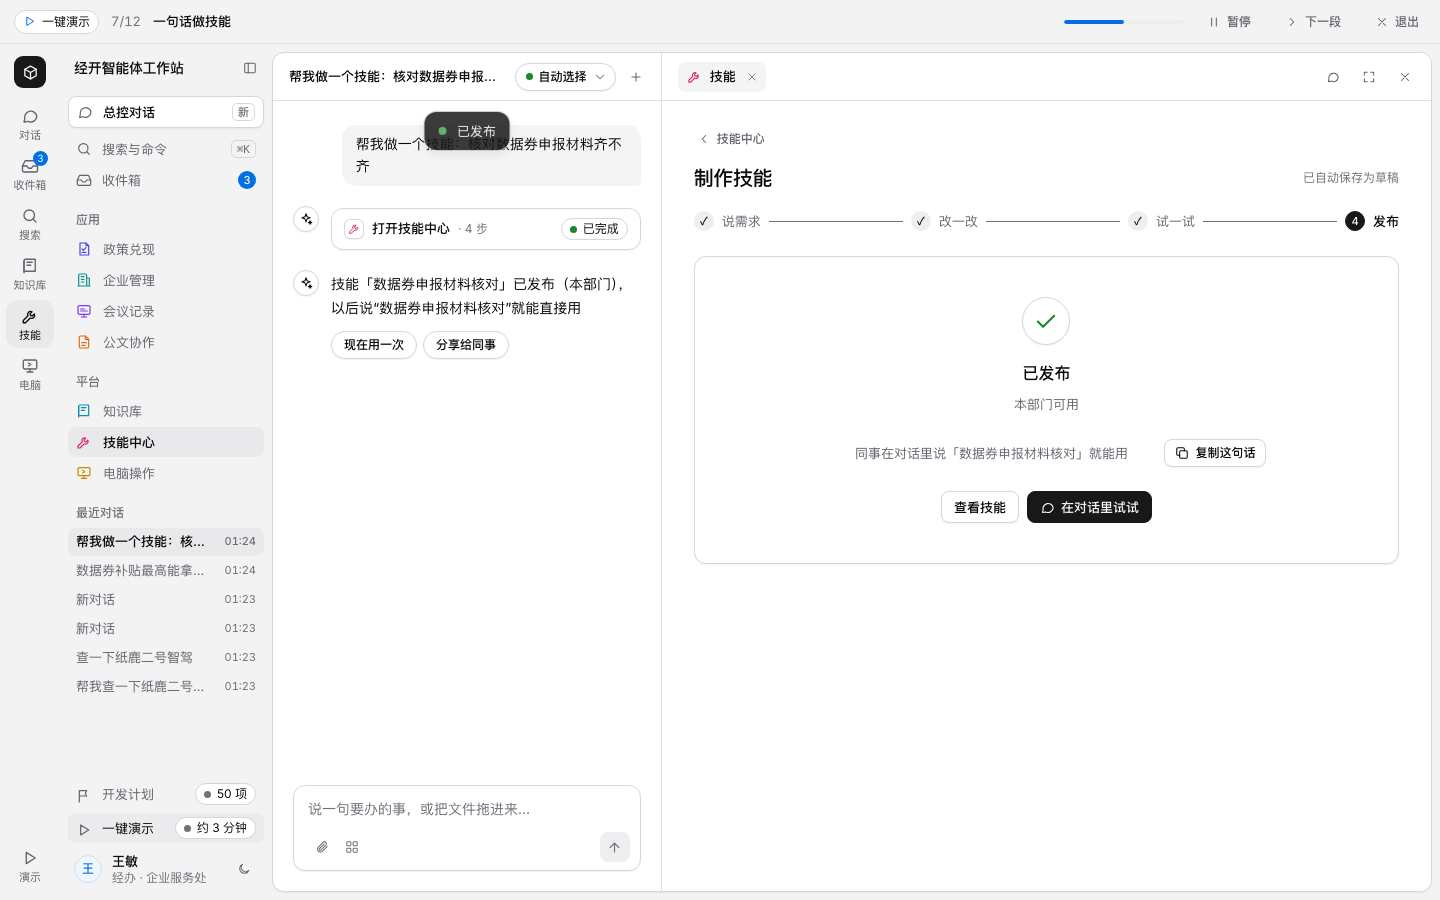 一键演示
7/12
一句话做技能
暂停
下一段
退出
对话
3
收件箱
搜索
知识库
技能
电脑
演示
经开智能体工作站
总控对话
新
搜索与命令
⌘K
收件箱
3
应用
政策兑现
企业管理
会议记录
公文协作
平台
知识库
技能中心
电脑操作
最近对话
帮我做一个技能：核...
01:24
数据券补贴最高能拿...
01:24
新对话
01:23
新对话
01:23
查一下纸鹿二号智驾
01:23
帮我查一下纸鹿二号...
01:23
开发计划
50 项
一键演示
约 3 分钟
王
王敏
经办 · 企业服务处
帮我做一个技能：核对数据券申报...
自动选择
已发布
帮我做一个技能：核对数据券申报材料齐不
齐
打开技能中心
· 4 步
已完成
技能「数据券申报材料核对」已发布（本部门），
以后说“数据券申报材料核对”就能直接用
现在用一次
分享给同事
说一句要办的事，或把文件拖进来...
技能
技能中心
制作技能
已自动保存为草稿
说需求
改一改
试一试
4
发布
已发布
本部门可用
同事在对话里说「数据券申报材料核对」就能用
复制这句话
查看技能
在对话里试试